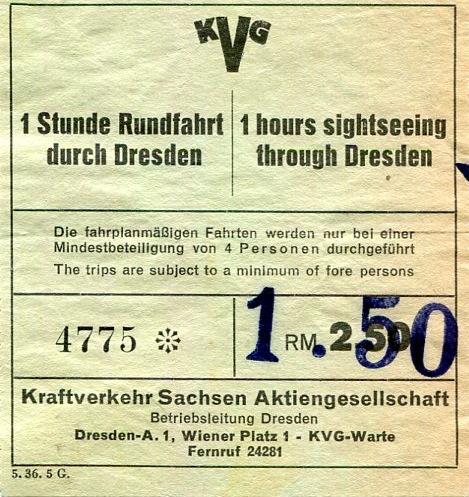 KVG
1 Stunde Rundfahrt
durch Dresden
1 hours sightseeing
through Dresden
Die fahrplanmäßigen Fahrten werden nur bei einer
Mindestbeteiligung von 4 Personen durchgeführt
The trips are subject to a minimum of fore persons
4775 ❊
RM. 2.50
1.50
Kraftverkehr Sachsen Aktiengesellschaft
Betriebsleitung Dresden
Dresden-A. 1, Wiener Platz 1 - KVG-Warte
Fernruf 24281
5. 36. 5 G.